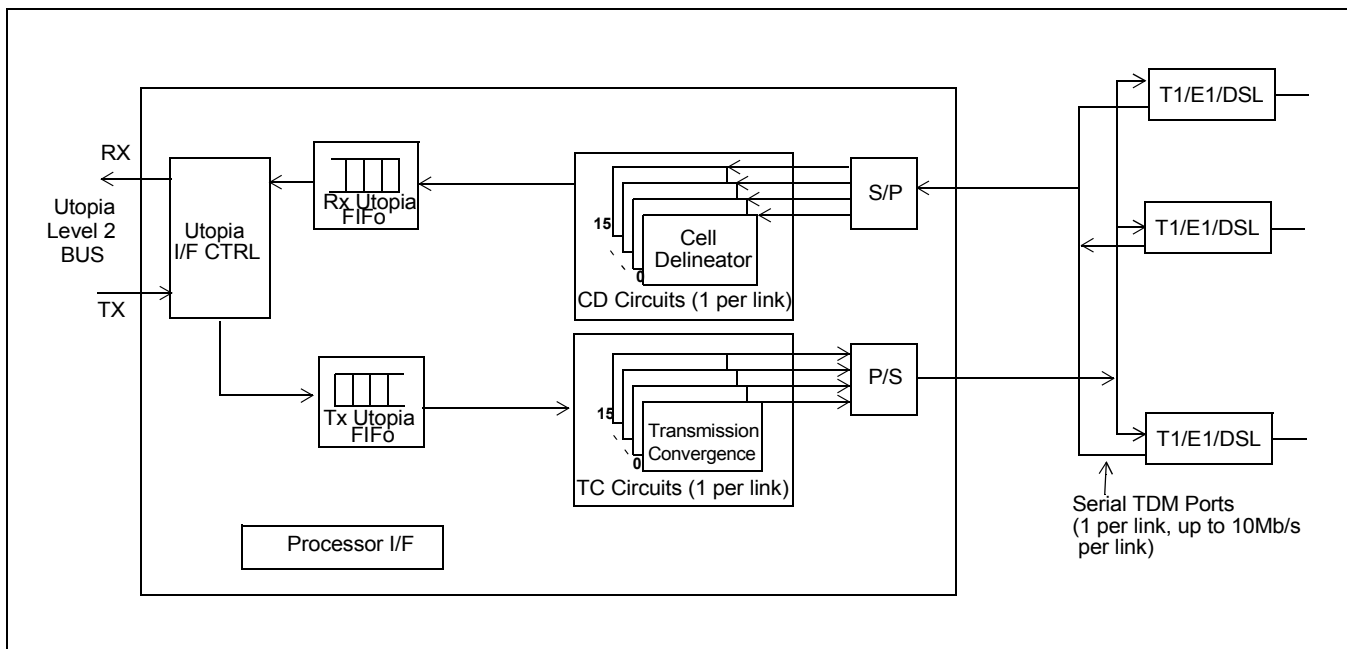 RX
Utopia
Level 2
BUS
TX
Utopia
I/F CTRL
Rx Utopia
FIFo
Tx Utopia
FIFo
15
0
Cell
Delineator
CD Circuits (1 per link)
15
0
Transmission
Convergence
TC Circuits (1 per link)
S/P
P/S
Processor I/F
T1/E1/DSL
T1/E1/DSL
T1/E1/DSL
Serial TDM Ports
(1 per link, up to 10Mb/s
per link)